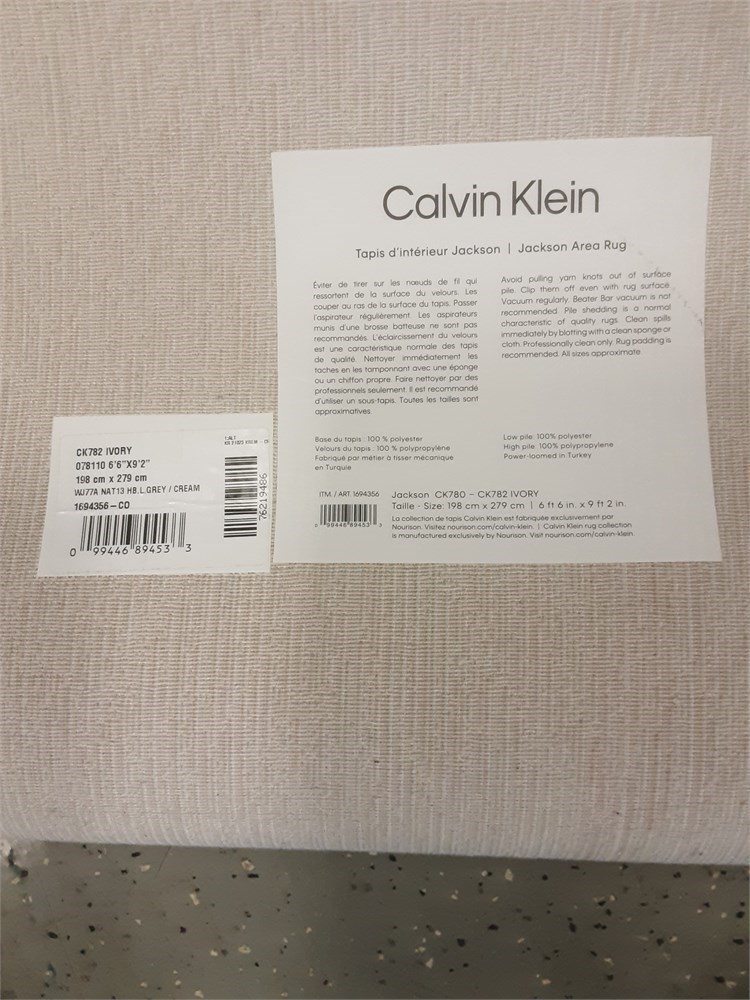 Calvin Klein
Tapis d'intérieur Jackson | Jackson Area Rug
Éviter de tirer sur les nœuds de fil qui
ressortent de la surface du velours. Les
couper au ras de la surface du tapis. Passer
l'aspirateur régulièrement. Les aspirateurs
munis d'une brosse batteuse ne sont pas
recommandés. L'éclaircissement du velours
est une caractéristique normale des tapis
de qualité. Nettoyer immédiatement les
taches en les tamponnant avec une éponge
ou un chiffon propre. Faire nettoyer par des
professionnels seulement. Il est recommandé
d'utiliser un sous-tapis. Toutes les tailles sont
approximatives.
Avoid pulling yarn knots out of surface
pile. Clip them off even with rug surface.
Vacuum regularly. Beater Bar vacuum is not
recommended. Pile shedding is a normal
characteristic of quality rugs. Clean spills
immediately by blotting with a clean sponge or
cloth. Professionally clean only. Rug padding is
recommended. All sizes approximate.
Base du tapis : 100 % polyester
Velours du tapis : 100 % polypropylène
Fabriqué par métier à tisser mécanique
en Turquie
Low pile: 100% polyester
High pile: 100% polypropylene
Power-loomed in Turkey
ITM / ART 1694356
0 99446 89453 3
Jackson CK780 – CK782 IVORY
Taille - Size: 198 cm x 279 cm | 6 ft 6 in. x 9 ft 2 in.
La collection de tapis Calvin Klein est fabriquée exclusivement par
Nourison. Visitez nourison.com/calvin-klein. | Calvin Klein rug collection
is manufactured exclusively by Nourison. Visit nourison.com/calvin-klein.
CK782 IVORY
078110 6'6"X9'2"
198 cm x 279 cm
WJ77A NAT13 HB.L.GREY / CREAM
1694356-CO
0 99446 89453 3
76219486